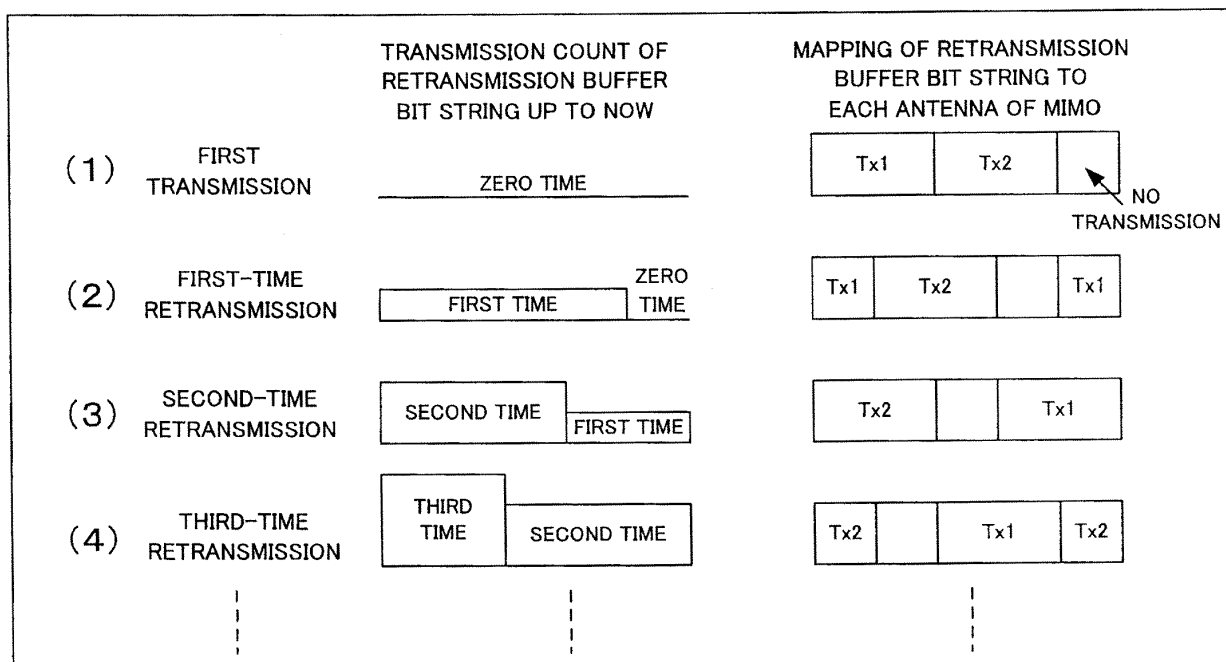 TRANSMISSION COUNT OF
RETRANSMISSION BUFFER
BIT STRING UP TO NOW
MAPPING OF RETRANSMISSION
BUFFER BIT STRING TO
EACH ANTENNA OF MIMO
(1)
FIRST
TRANSMISSION
ZERO TIME
Tx1
Tx2
NO
TRANSMISSION
(2)
FIRST-TIME
RETRANSMISSION
FIRST TIME
ZERO
TIME
Tx1
Tx2
Tx1
(3)
SECOND-TIME
RETRANSMISSION
SECOND TIME
FIRST TIME
Tx2
Tx1
(4)
THIRD-TIME
RETRANSMISSION
THIRD
TIME
SECOND TIME
Tx2
Tx1
Tx2